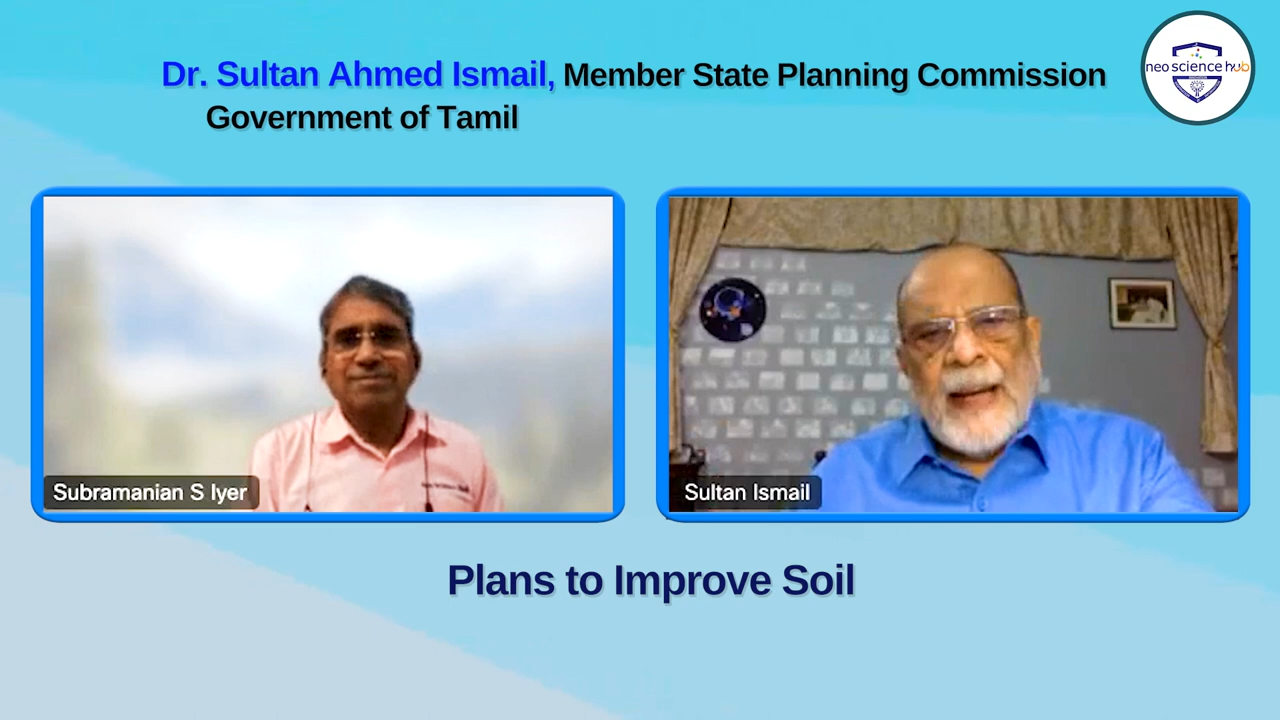 Dr. Sultan Ahmed Ismail, Member State Planning Commission
Government of Tamil
neo science hub
Subramanian S Iyer
Sultan Ismail
Plans to Improve Soil